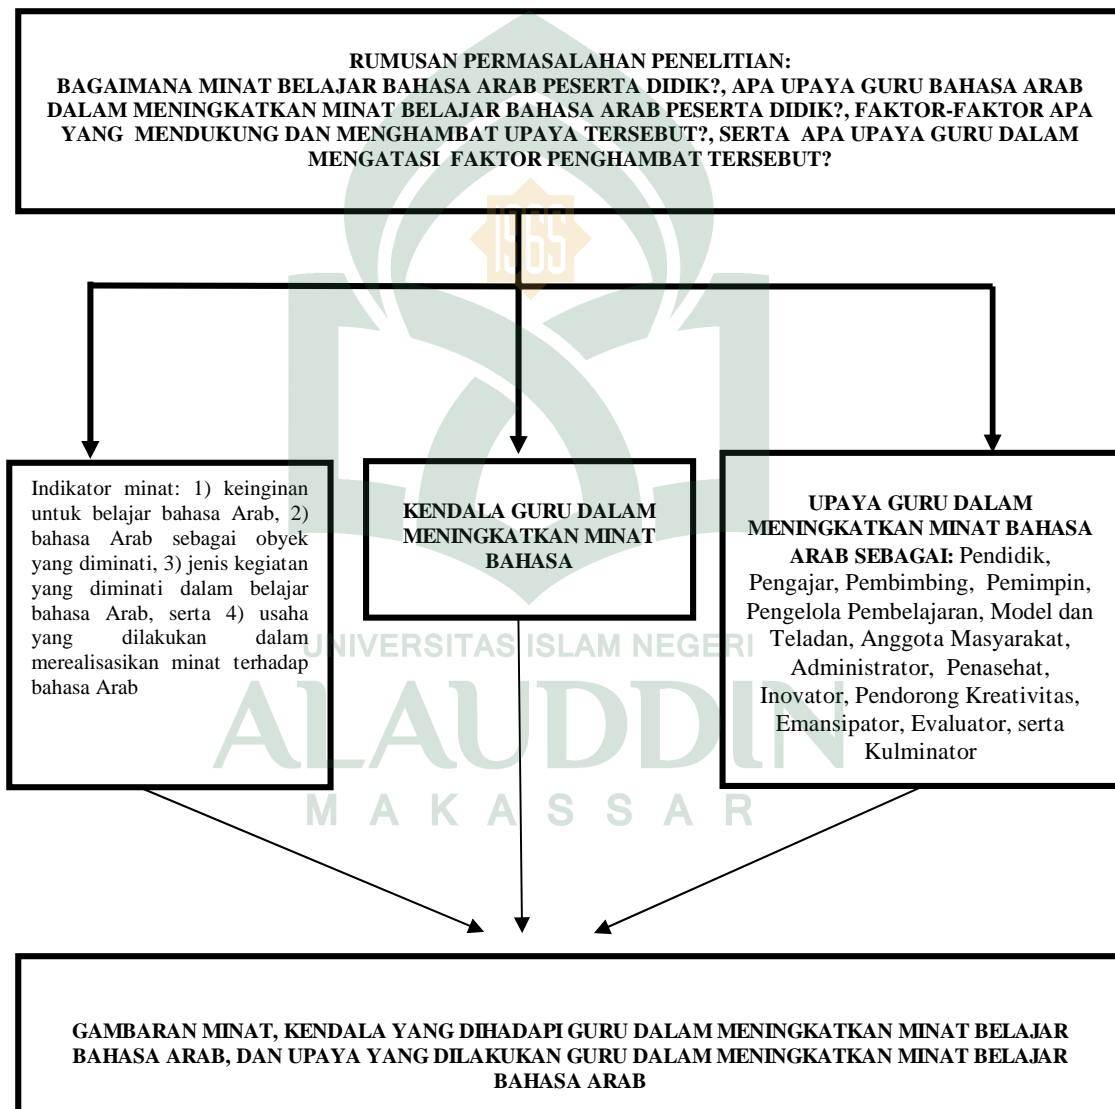 RUMUSAN PERMASALAHAN PENELITIAN:
BAGAIMANA MINAT BELAJAR BAHASA ARAB PESERTA DIDIK?, APA UPAYA GURU BAHASA ARAB
DALAM MENINGKATKAN MINAT BELAJAR BAHASA ARAB PESERTA DIDIK?, FAKTOR-FAKTOR APA
YANG MENDUKUNG DAN MENGHAMBAT UPAYA TERSEBUT?, SERTA APA UPAYA GURU DALAM
MENGATASI FAKTOR PENGHAMBAT TERSEBUT?
1965
Indikator minat: 1) keinginan
untuk belajar bahasa Arab, 2)
bahasa Arab sebagai obyek
yang diminati, 3) jenis kegiatan
yang diminati dalam belajar
bahasa Arab, serta 4) usaha
yang dilakukan dalam
merealisasikan minat terhadap
bahasa Arab
KENDALA GURU DALAM
MENINGKATKAN MINAT
BAHASA
UPAYA GURU DALAM
MENINGKATKAN MINAT BAHASA
ARAB SEBAGAI: Pendidik,
Pengajar, Pembimbing, Pemimpin,
Pengelola Pembelajaran, Model dan
Teladan, Anggota Masyarakat,
Administrator, Penasehat,
Inovator, Pendorong Kreativitas,
Emansipator, Evaluator, serta
Kulminator
UNIVERSITAS ISLAM NEGERI
ALAUDDIN
MAKASSAR
GAMBARAN MINAT, KENDALA YANG DIHADAPI GURU DALAM MENINGKATKAN MINAT BELAJAR
BAHASA ARAB, DAN UPAYA YANG DILAKUKAN GURU DALAM MENINGKATKAN MINAT BELAJAR
BAHASA ARAB